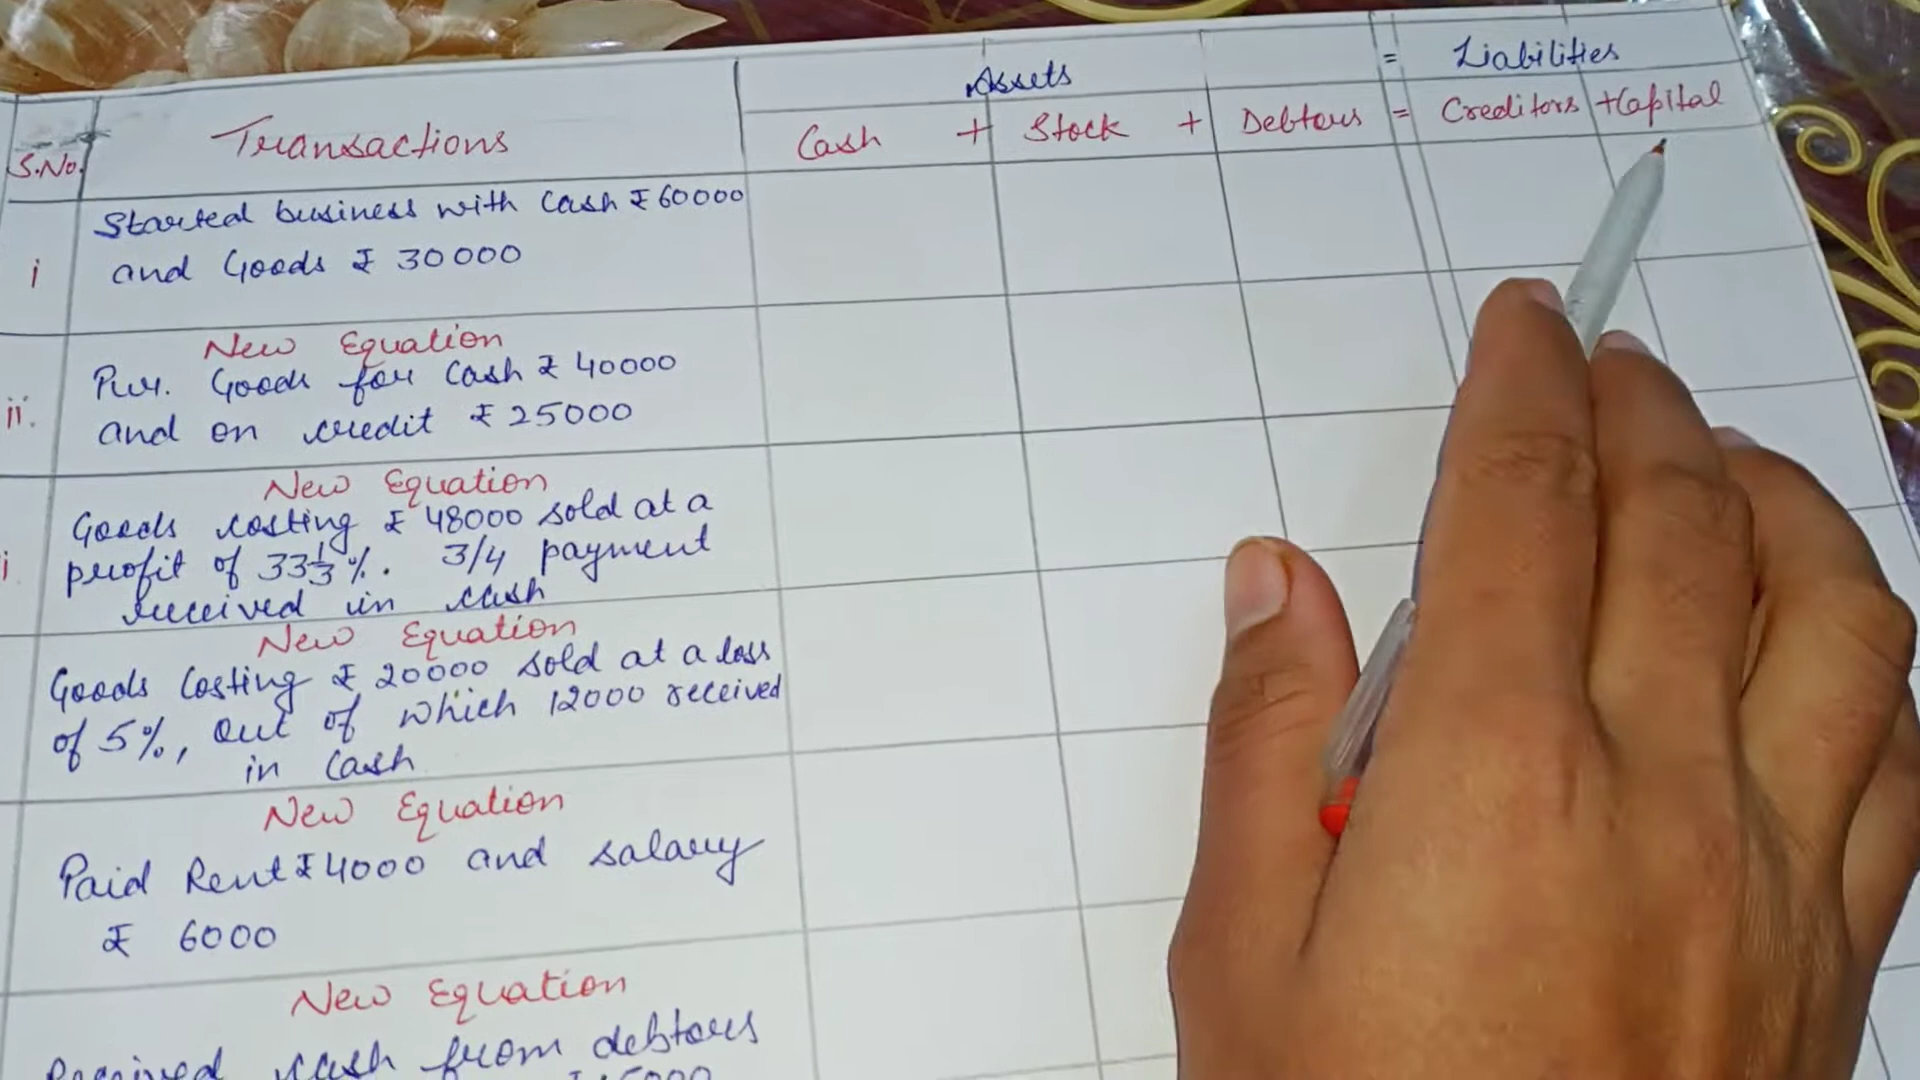 Assets = Liabilities
S.No. Transactions Cash + Stock + Debtors = Creditors + Capital
Started business with Cash ₹ 60000
i and Goods ₹ 30000
New Equation
Pur. Goods for Cash ₹ 40000
ii. and on credit ₹ 25000
New Equation
Goods costing ₹ 48000 sold at a
i profit of 33 1/3 %. 3/4 payment
received in cash
New Equation
Goods Costing ₹ 20000 sold at a loss
of 5%, Out of which 12000 received
in Cash
New Equation
Paid Rent ₹ 4000 and salary
₹ 6000
New Equation
Received cash from debtors